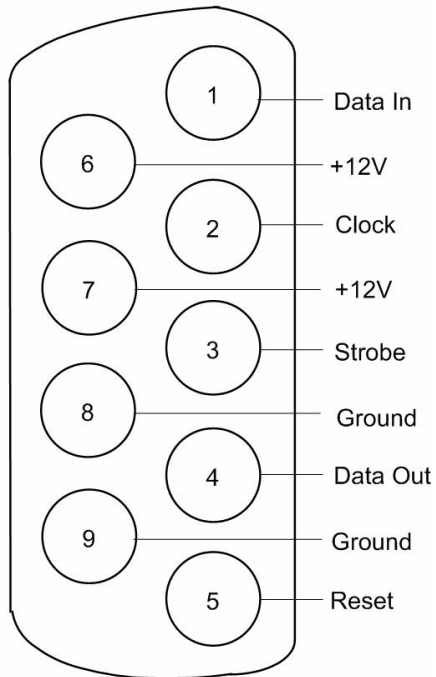 1
Data In
6
+12V
2
Clock
7
+12V
3
Strobe
8
Ground
4
Data Out
9
Ground
5
Reset